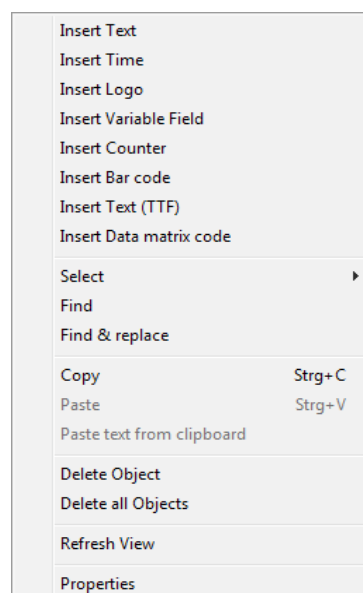 Insert Text
Insert Time
Insert Logo
Insert Variable Field
Insert Counter
Insert Bar code
Insert Text (TTF)
Insert Data matrix code
Select
Find
Find & replace
Copy Strg+C
Paste Strg+V
Paste text from clipboard
Delete Object
Delete all Objects
Refresh View
Properties